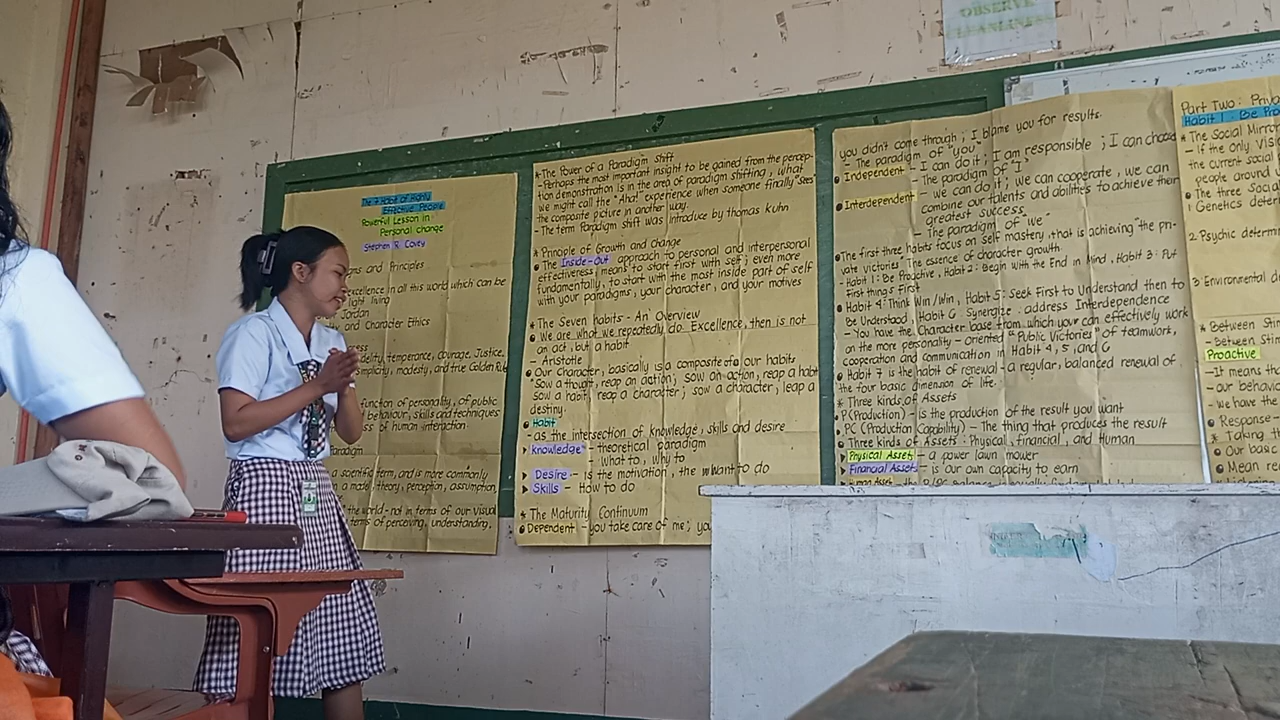 OBSERVE
The 7 Habit of Highly
Effective People
Powerful Lesson in
Personal change
Stephen R. Covey
and Principles
excellence in all this world which can be
light living
Jordan
and Character Ethics
temperance, Courage, Justice,
modesty, and true Golden Rule
function of personality, of public
behaviour, skills and techniques
of human interaction
a scientific term, and is more commonly
a model, theory, perception, assumption,
the world - not in terms of our visual
terms of perceiving, understanding,
* The Power of a Paradigm shift
- Perhaps the most important insight to be gained from the percep-
tion demonstration is in the area of paradigm shifting, what
we might call the "Aha!" experience when someone finally "sees"
the composite picture in another way.
- The term Paradigm shift was introduce by thomas Kuhn
* Principle of Growth and Change
• The Inside-Out approach to personal and interpersonal
effectiveness means to start first with self; even more
fundamentally, to start with the most inside part of self
with your paradigms, your character, and your motives
* The Seven habits - An Overview
• We are what we repeatedly do. Excellence, then is not
an act, but a habit
- Aristotle
• Our character, basically is a composite of a our habits
"Sow a thought, reap an action; sow an action, reap a habit
Sow a habit, reap a character; sow a character, leap a
destiny.
• Habit
- as the intersection of knowledge, skills and desire
➤ Knowledge - theoretical paradigm
- What to, Why to
➤ Desire - is the motivation, the want to do
➤ Skills - How to do
* The Maturity Continuum
• Dependent - you take care of me; you
you didn't come through; I blame you for results.
- The paradigm of "you"
• Independent - I can do it; I am responsible; I can choose
- The paradigm of "I"
• Interdependent - we can do it; we can cooperate, we can
Combine our talents and abilities to achieve their
greatest success.
- The paradigm of "we"
• The first three habits focus on self mastery, that is achieving the pri-
vate victories. The essence of character growth.
- Habit 1: Be Proactive, Habit 2: Begin with the End in Mind, Habit 3: Put
First things First
• Habit 4: Think Win/Win, Habit 5: Seek First to Understand then to
Be Understood, Habit 6: Synergize: address Interdependence
- You have the Character base from which your can effectively work
on the more personality - oriented "Public Victories" of teamwork,
cooperation and communication in Habit 4, 5, and 6
• Habit 7 is the habit of renewal - a regular, balanced renewal of
the four basic dimension of life.
* Three kinds of Assets
P (Production) - is the production of the result you want
PC (Production Capability) - The thing that produces the result
• Three kinds of Assets: Physical, financial, and Human
➤ Physical Asset - a power lawn mower
➤ Financial Asset - is our own capacity to earn
Human Asset
Part Two:
Habit 1: Be
* The Social Mirror
- If the only
the current social
people around
• The three Social
1 Genetics
2. Psychic
3. Environmental
* Between
- Between
Proactive
- It means
- our
- We have the
• Response
* Taking
• Our basic
• Mean